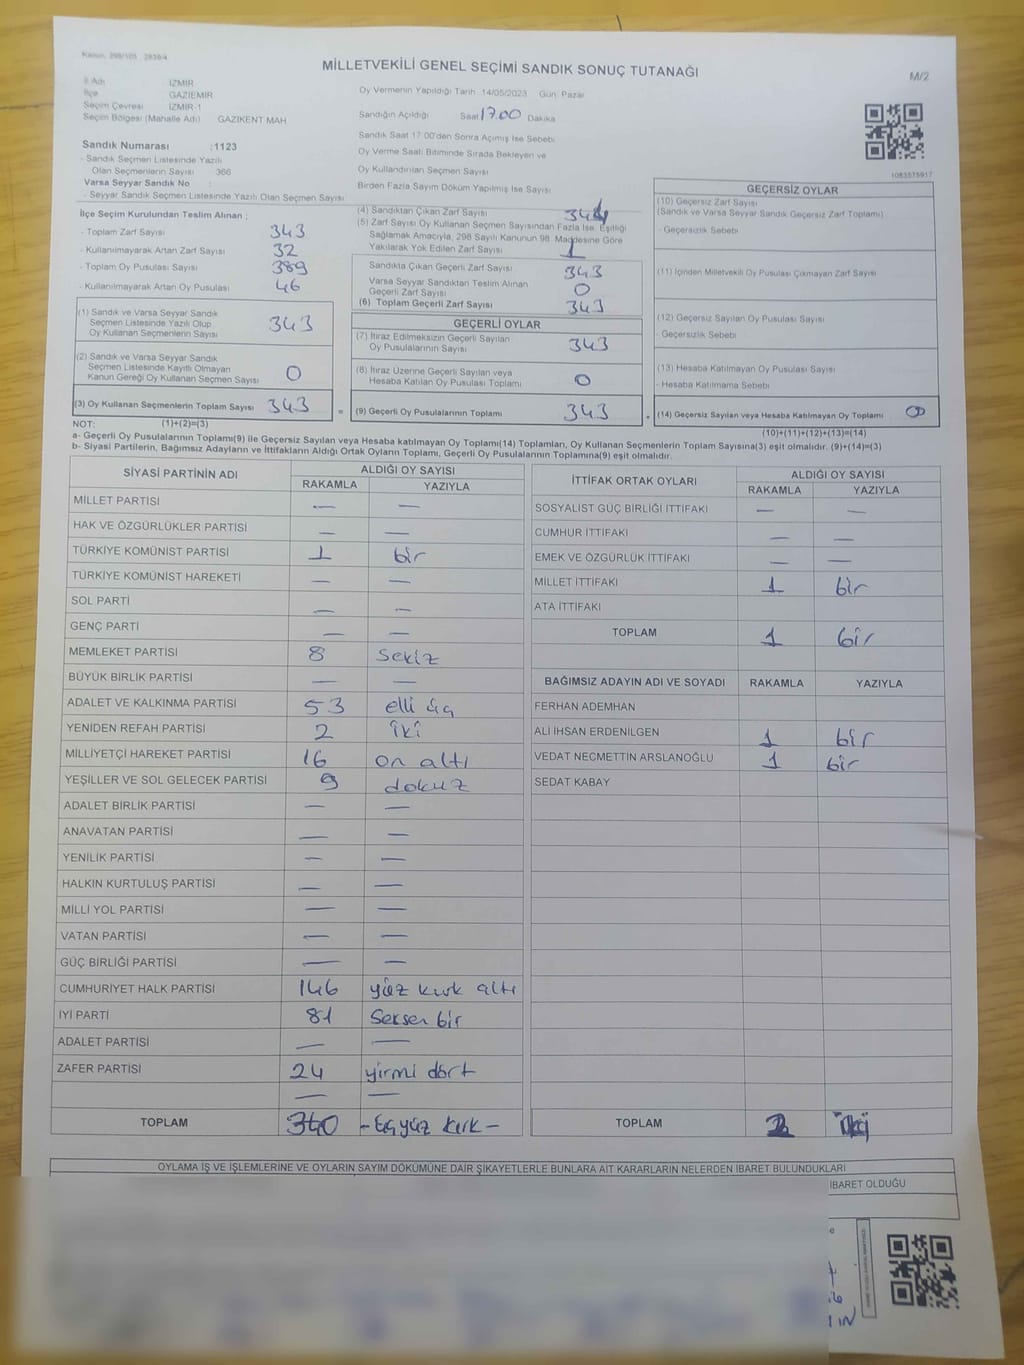 Kanun: 298/105 2839/4
MİLLETVEKİLİ GENEL SEÇİMİ SANDIK SONUÇ TUTANAĞI
M/2
İl Adı İZMİR
İlçe GAZİEMİR
Seçim Çevresi İZMİR-1
Seçim Bölgesi (Mahalle Adı) GAZİKENT MAH
Sandık Numarası :1123
- Sandık Seçmen Listesinde Yazılı
Olan Seçmenlerin Sayısı 366
Varsa Seyyar Sandık No :
- Seyyar Sandık Seçmen Listesinde Yazılı Olan Seçmen Sayısı
Oy Vermenin Yapıldığı Tarih 14/05/2023 Gün: Pazar
Sandığın Açıldığı Saat 17.00 Dakika
Sandık Saat 17:00'den Sonra Açılmış İse Sebebi
Oy Verme Saati Bitiminde Sırada Bekleyen ve
Oy Kullandırılan Seçmen Sayısı
Birden Fazla Sayım Döküm Yapılmış İse Sayısı
1083575917
İlçe Seçim Kurulundan Teslim Alınan ;
- Toplam Zarf Sayısı 343
- Kullanılmayarak Artan Zarf Sayısı 32
- Toplam Oy Pusulası Sayısı 389
- Kullanılmayarak Artan Oy Pusulası 46
(1) Sandık ve Varsa Seyyar Sandık
Seçmen Listesinde Yazılı Olup
Oy Kullanan Seçmenlerin Sayısı 343
(2) Sandık ve Varsa Seyyar Sandık
Seçmen Listesinde Kayıtlı Olmayan
Kanun Gereği Oy Kullanan Seçmen Sayısı 0
(3) Oy Kullanan Seçmenlerin Toplam Sayısı 343
(4) Sandıktan Çıkan Zarf Sayısı 344
(5) Zarf Sayısı Oy Kullanan Seçmen Sayısından Fazla İse, Eşitliği
Sağlamak Amacıyla, 298 Sayılı Kanunun 98. Maddesine Göre
Yakılarak Yok Edilen Zarf Sayısı 1
Sandıkta Çıkan Geçerli Zarf Sayısı 343
Varsa Seyyar Sandıktan Teslim Alınan
Geçerli Zarf Sayısı 0
(6) Toplam Geçerli Zarf Sayısı 343
GEÇERLİ OYLAR
(7) İtiraz Edilmeksizin Geçerli Sayılan
Oy Pusulalarının Sayısı 343
(8) İtiraz Üzerine Geçerli Sayılan veya
Hesaba Katılan Oy Pusulası Toplamı 0
= (9) Geçerli Oy Pusulalarının Toplamı 343
GEÇERSİZ OYLAR
(10) Geçersiz Zarf Sayısı
(Sandık ve Varsa Seyyar Sandık Geçersiz Zarf Toplamı)
- Geçersizlik Sebebi
(11) İçinden Milletvekili Oy Pusulası Çıkmayan Zarf Sayısı
(12) Geçersiz Sayılan Oy Pusulası Sayısı
- Geçersizlik Sebebi
(13) Hesaba Katılmayan Oy Pusulası Sayısı
- Hesaba Katılmama Sebebi
(14) Geçersiz Sayılan veya Hesaba Katılmayan Oy Toplamı 0
NOT: (1)+(2)=(3)
(10)+(11)+(12)+(13)=(14)
a- Geçerli Oy Pusulalarının Toplamı(9) ile Geçersiz Sayılan veya Hesaba katılmayan Oy Toplamı(14) Toplamları, Oy Kullanan Seçmenlerin Toplam Sayısına(3) eşit olmalıdır. (9)+(14)=(3)
b- Siyasi Partilerin, Bağımsız Adayların ve İttifakların Aldığı Ortak Oyların Toplamı, Geçerli Oy Pusulalarının Toplamına(9) eşit olmalıdır.
SİYASİ PARTİNİN ADI ALDIĞI OY SAYISI
RAKAMLA YAZIYLA
MİLLET PARTİSİ — —
HAK VE ÖZGÜRLÜKLER PARTİSİ — —
TÜRKİYE KOMÜNİST PARTİSİ 1 bir
TÜRKİYE KOMÜNİST HAREKETİ — —
SOL PARTİ — —
GENÇ PARTİ — —
MEMLEKET PARTİSİ 8 Sekiz
BÜYÜK BİRLİK PARTİSİ — —
ADALET VE KALKINMA PARTİSİ 53 elli üç
YENİDEN REFAH PARTİSİ 2 iki
MİLLİYETÇİ HAREKET PARTİSİ 16 on altı
YEŞİLLER VE SOL GELECEK PARTİSİ 9 dokuz
ADALET BİRLİK PARTİSİ — —
ANAVATAN PARTİSİ — —
YENİLİK PARTİSİ — —
HALKIN KURTULUŞ PARTİSİ — —
MİLLİ YOL PARTİSİ — —
VATAN PARTİSİ — —
GÜÇ BİRLİĞİ PARTİSİ — —
CUMHURİYET HALK PARTİSİ 146 yüz kırk altı
İYİ PARTİ 81 Seksen bir
ADALET PARTİSİ — —
ZAFER PARTİSİ 24 yirmi dört
— —
TOPLAM 340 -Üçyüz kırk-
İTTİFAK ORTAK OYLARI ALDIĞI OY SAYISI
RAKAMLA YAZIYLA
SOSYALİST GÜÇ BİRLİĞİ İTTİFAKI — —
CUMHUR İTTİFAKI — —
EMEK VE ÖZGÜRLÜK İTTİFAKI — —
MİLLET İTTİFAKI 1 bir
ATA İTTİFAKI
TOPLAM 1 bir
BAĞIMSIZ ADAYIN ADI VE SOYADI RAKAMLA YAZIYLA
FERHAN ADEMHAN
ALİ İHSAN ERDENİLGEN 1 bir
VEDAT NECMETTİN ARSLANOĞLU 1 bir
SEDAT KABAY
TOPLAM 2 iki
OYLAMA İŞ VE İŞLEMLERİNE VE OYLARIN SAYIM DÖKÜMÜNE DAİR ŞİKAYETLERLE BUNLARA AİT KARARLARIN NELERDEN İBARET BULUNDUKLARI
İBARET OLDUĞU